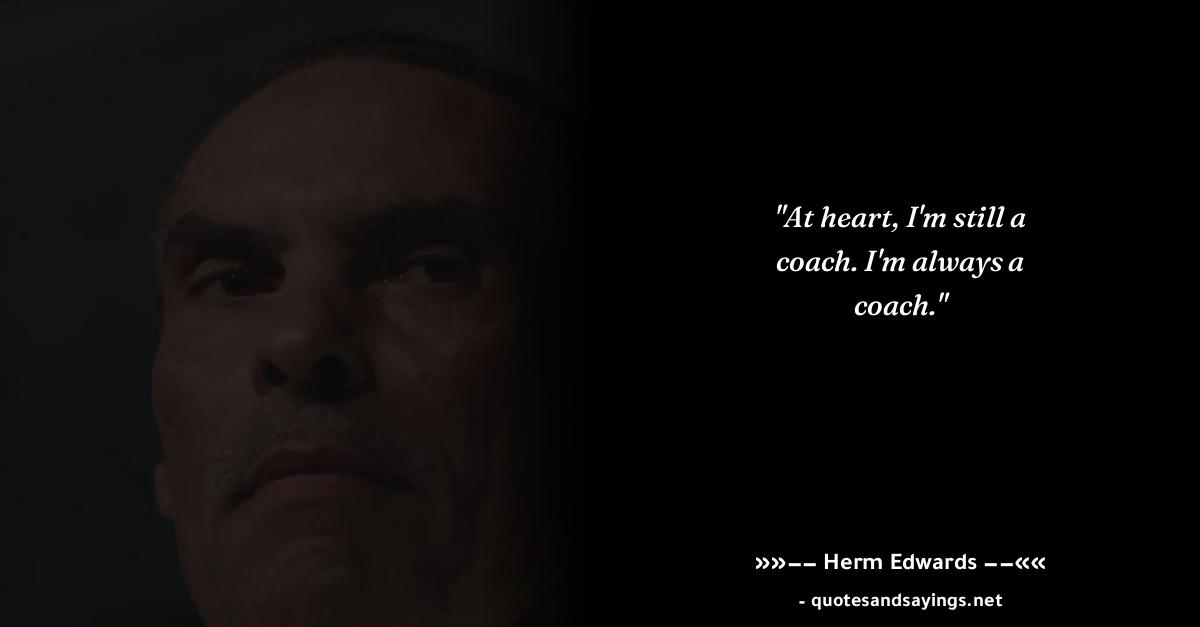 "At heart, I'm still a
coach. I'm always a
coach."
»»−− Herm Edwards −−««
- quotesandsayings.net